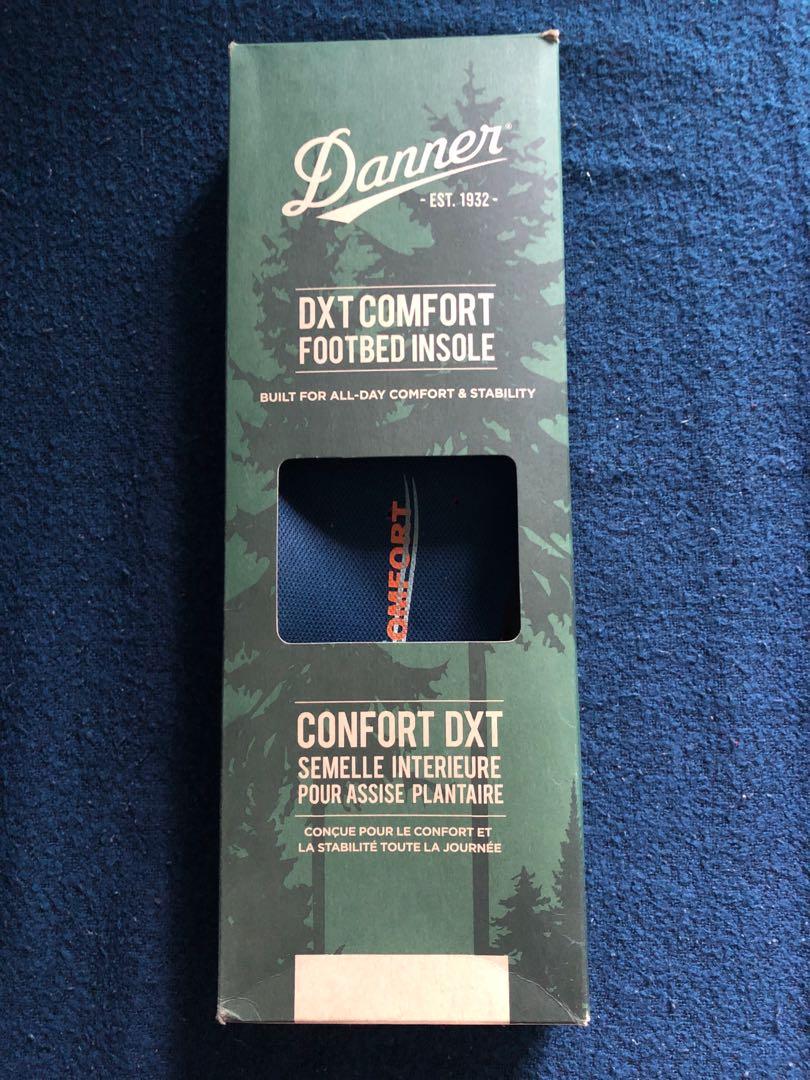 Danner®
- EST. 1932 -
DXT COMFORT
FOOTBED INSOLE
BUILT FOR ALL-DAY COMFORT & STABILITY
OMFORT
CONFORT DXT
SEMELLE INTERIEURE
POUR ASSISE PLANTAIRE
CONÇUE POUR LE CONFORT ET
LA STABILITÉ TOUTE LA JOURNÉE